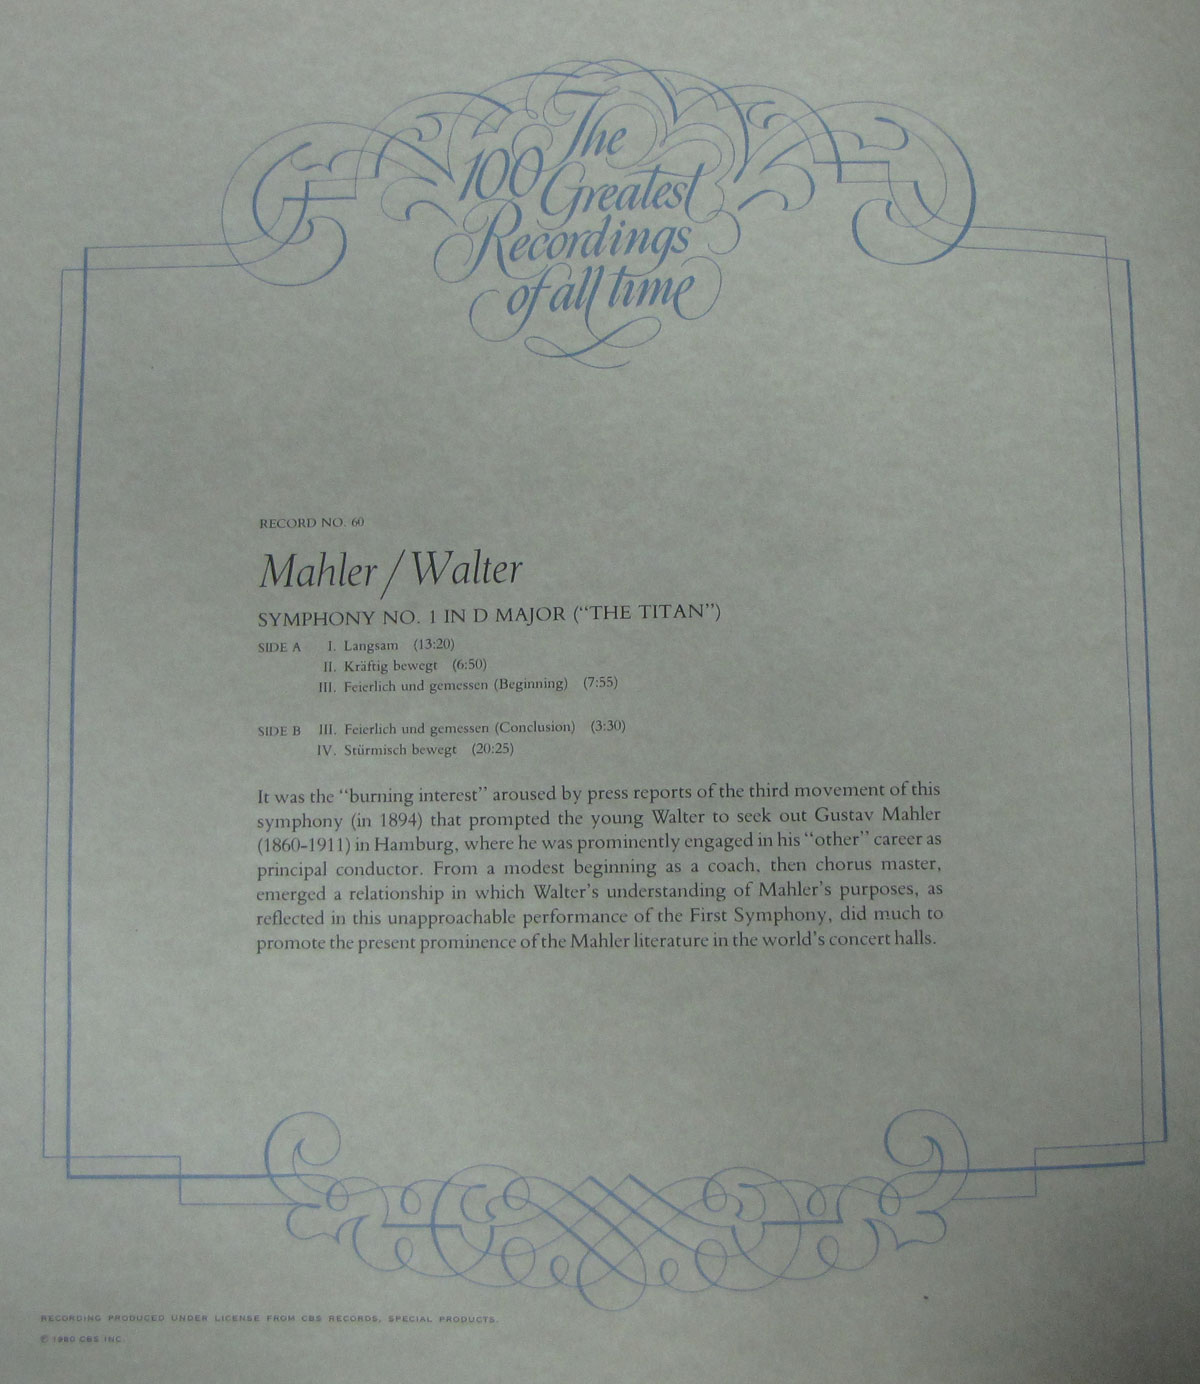 The
100 Greatest
Recordings
of all time
RECORD NO. 60
Mahler / Walter
SYMPHONY NO. 1 IN D MAJOR (“THE TITAN”)
SIDE A I. Langsam (13:20)
II. Kräftig bewegt (6:50)
III. Feierlich und gemessen (Beginning) (7:55)
SIDE B III. Feierlich und gemessen (Conclusion) (3:30)
IV. Stürmisch bewegt (20:25)
It was the “burning interest” aroused by press reports of the third movement of this
symphony (in 1894) that prompted the young Walter to seek out Gustav Mahler
(1860-1911) in Hamburg, where he was prominently engaged in his “other” career as
principal conductor. From a modest beginning as a coach, then chorus master,
emerged a relationship in which Walter’s understanding of Mahler’s purposes, as
reflected in this unapproachable performance of the First Symphony, did much to
promote the present prominence of the Mahler literature in the world’s concert halls.
RECORDING PRODUCED UNDER LICENSE FROM CBS RECORDS, SPECIAL PRODUCTS.
℗ 1980 CBS INC.